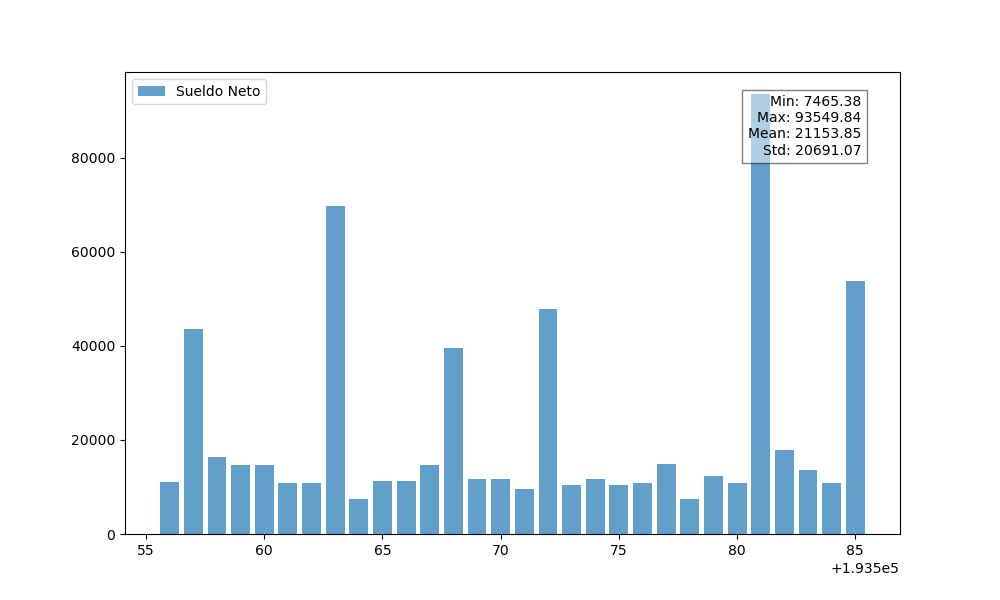 Sueldo Neto
Min: 7465.38
Max: 93549.84
Mean: 21153.85
Std: 20691.07
80000
60000
40000
20000
0
55 60 65 70 75 80 85
+1.935e5